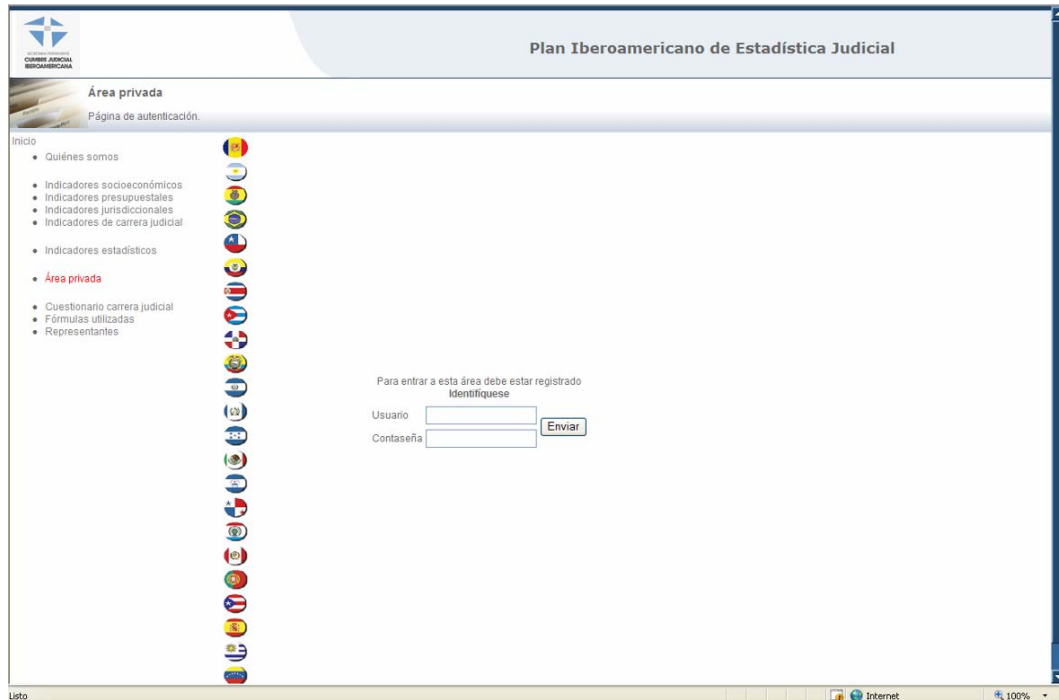 SECRETARIA PERMANENTE
CUMBRE JUDICIAL
IBEROAMERICANA
Plan Iberoamericano de Estadística Judicial
Área privada
Página de autenticación.
Inicio
Quiénes somos
Indicadores socioeconómicos
Indicadores presupuestales
Indicadores jurisdiccionales
Indicadores de carrera judicial
Indicadores estadísticos
Área privada
Cuestionario carrera judicial
Fórmulas utilizadas
Representantes
Para entrar a esta área debe estar registrado
Identifíquese
Usuario
Contaseña
Enviar
Listo
Internet
100%